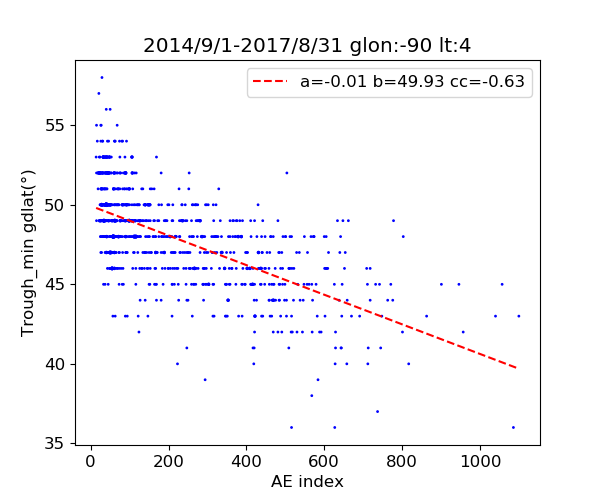 2014/9/1-2017/8/31 glon:-90 lt:4
a=-0.01 b=49.93 cc=-0.63
Trough_min gdlat(°)
55
50
45
40
35
0 200 400 600 800 1000
AE index